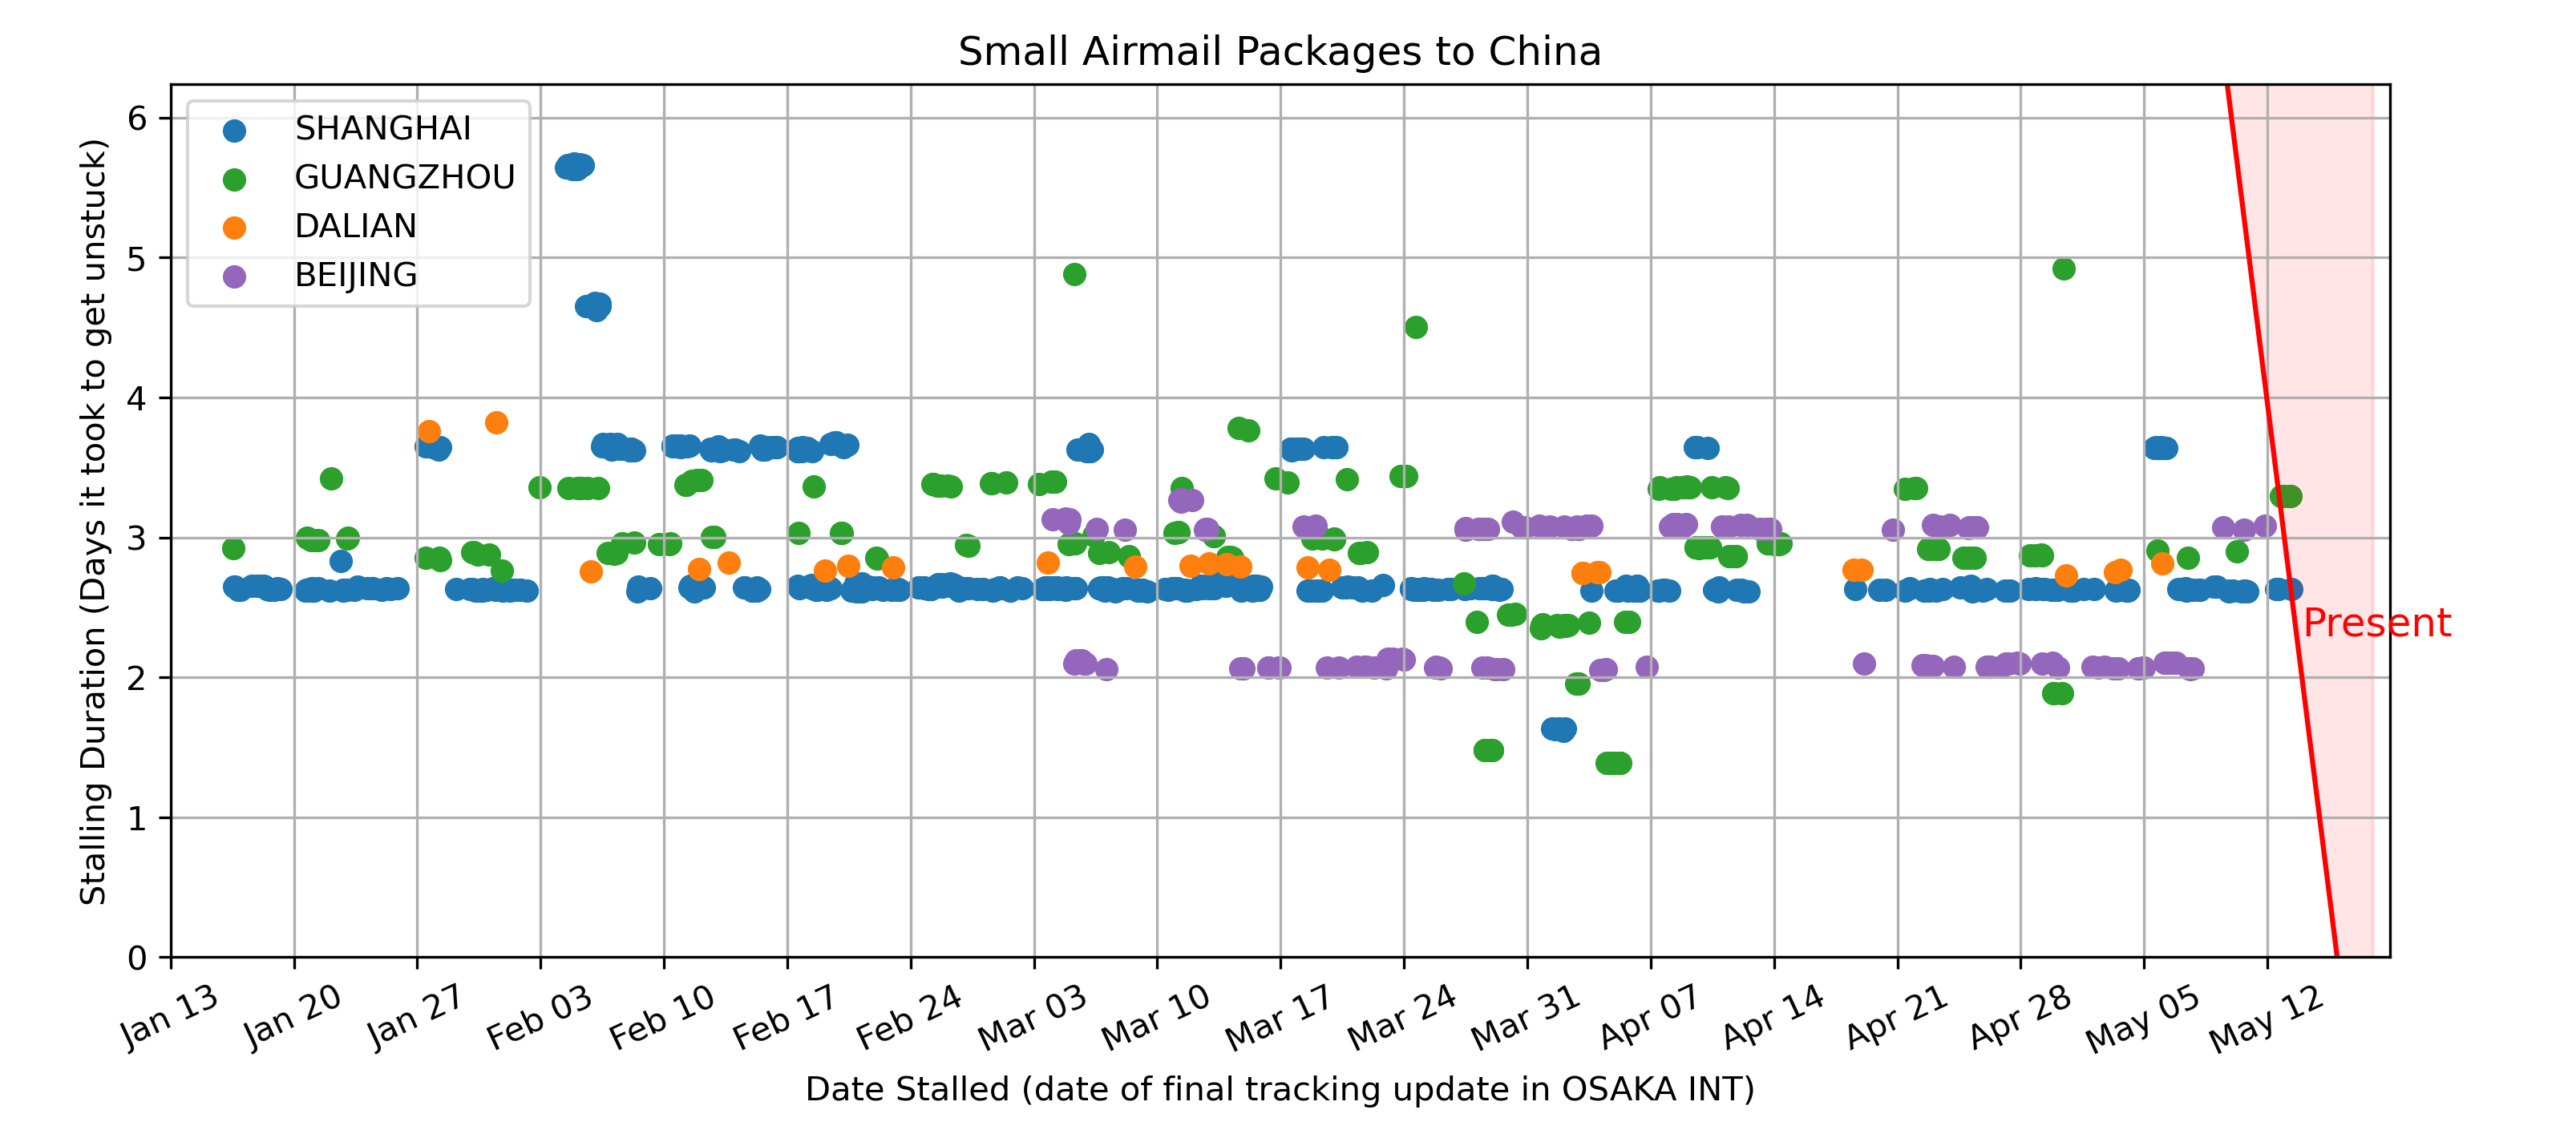 Small Airmail Packages to China
Stalling Duration (Days it took to get unstuck)
6
5
4
3
2
1
0
SHANGHAI
GUANGZHOU
DALIAN
BEIJING
Present
Jan 13
Jan 20
Jan 27
Feb 03
Feb 10
Feb 17
Feb 24
Mar 03
Mar 10
Mar 17
Mar 24
Mar 31
Apr 07
Apr 14
Apr 21
Apr 28
May 05
May 12
Date Stalled (date of final tracking update in OSAKA INT)